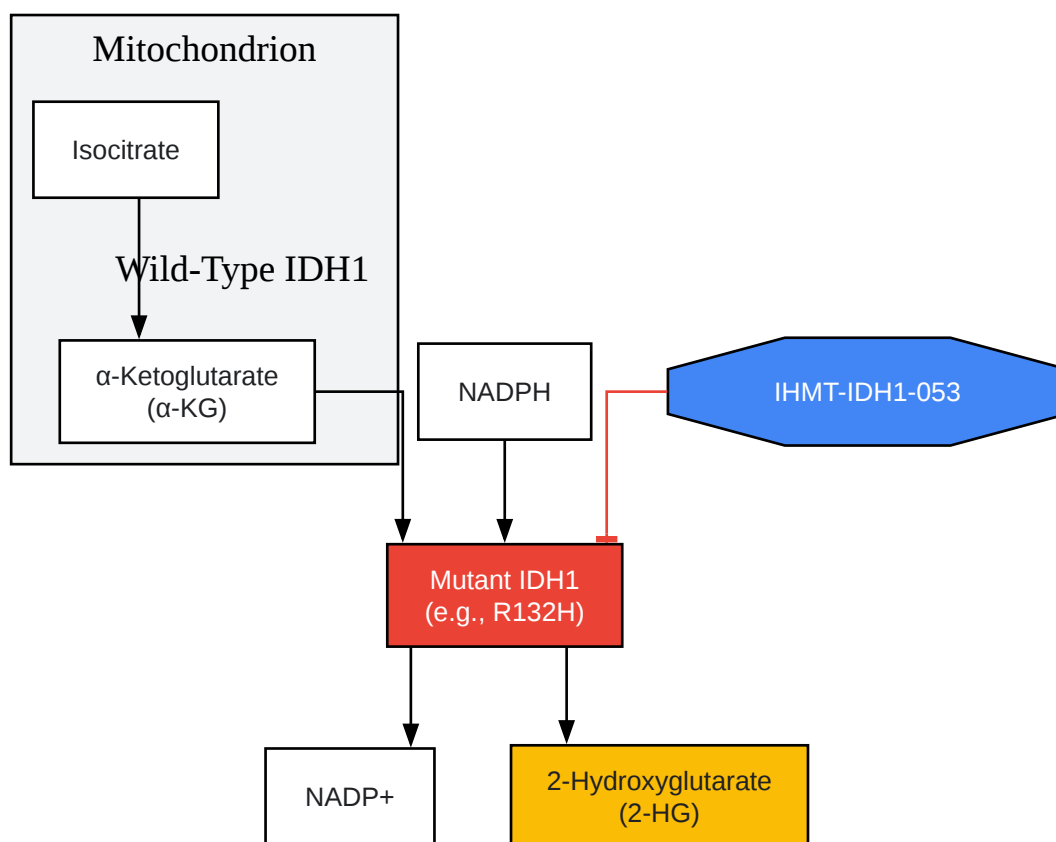 Mitochondrion
Isocitrate
Wild-Type IDH1
α-Ketoglutarate
(α-KG)
NADPH
IHMT-IDH1-053
Mutant IDH1
(e.g., R132H)
NADP+
2-Hydroxyglutarate
(2-HG)